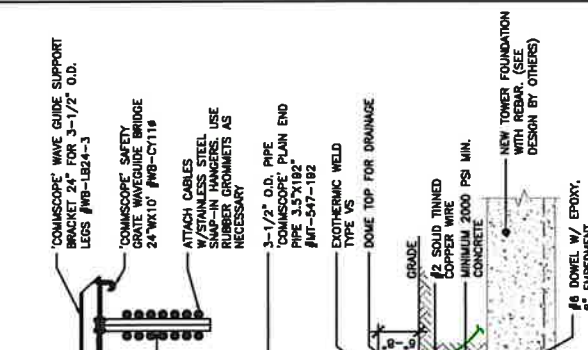 'COMMSCOPE' WAVE GUIDE SUPPORT
BRACKET 24" FOR 3-1/2" O.D.
LEGS #WB-LB24-3
'COMMSCOPE' SAFETY
GRATE WAVEGUIDE BRIDGE
24"WX10' #WB-CY110
ATTACH CABLES
W/STAINLESS STEEL
SNAP-IN HANGERS. USE
RUBBER GROMMETS AS
NECESSARY
3-1/2" O.D. PIPE
'COMMSCOPE' PLAIN END
PIPE 3.5"X192"
#MT-547-192
EXOTHERMIC WELD
TYPE VS
DOME TOP FOR DRAINAGE
GRADE
#2 SOLID TINNED
COPPER WIRE
MINIMUM 2000 PSI MIN.
CONCRETE
NEW TOWER FOUNDATION
WITH REBAR. (SEE
DESIGN BY OTHERS)
#6 DOWEL W/ EPOXY,
6" EMBEDMENT